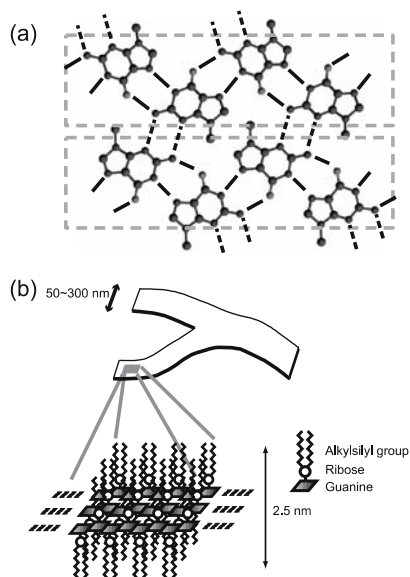 (a)
(b)
50~300 nm
Alkylsilyl group
Ribose
Guanine
2.5 nm